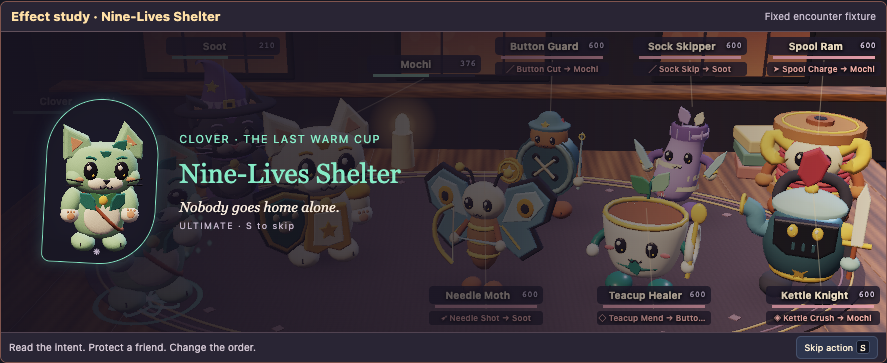 Effect study · Nine-Lives Shelter
Fixed encounter fixture
Soot 210
Mochi 376
Button Guard 600
⟋ Button Cut → Mochi
Sock Skipper 600
⟋ Sock Skip → Soot
Spool Ram 600
➤ Spool Charge → Mochi
Clover
CLOVER · THE LAST WARM CUP
Nine-Lives Shelter
Nobody goes home alone.
ULTIMATE · S to skip
Needle Moth 600
➶ Needle Shot → Soot
Teacup Healer 600
◇ Teacup Mend → Butto...
Kettle Knight 600
◈ Kettle Crush → Mochi
Read the intent. Protect a friend. Change the order.
Skip action S